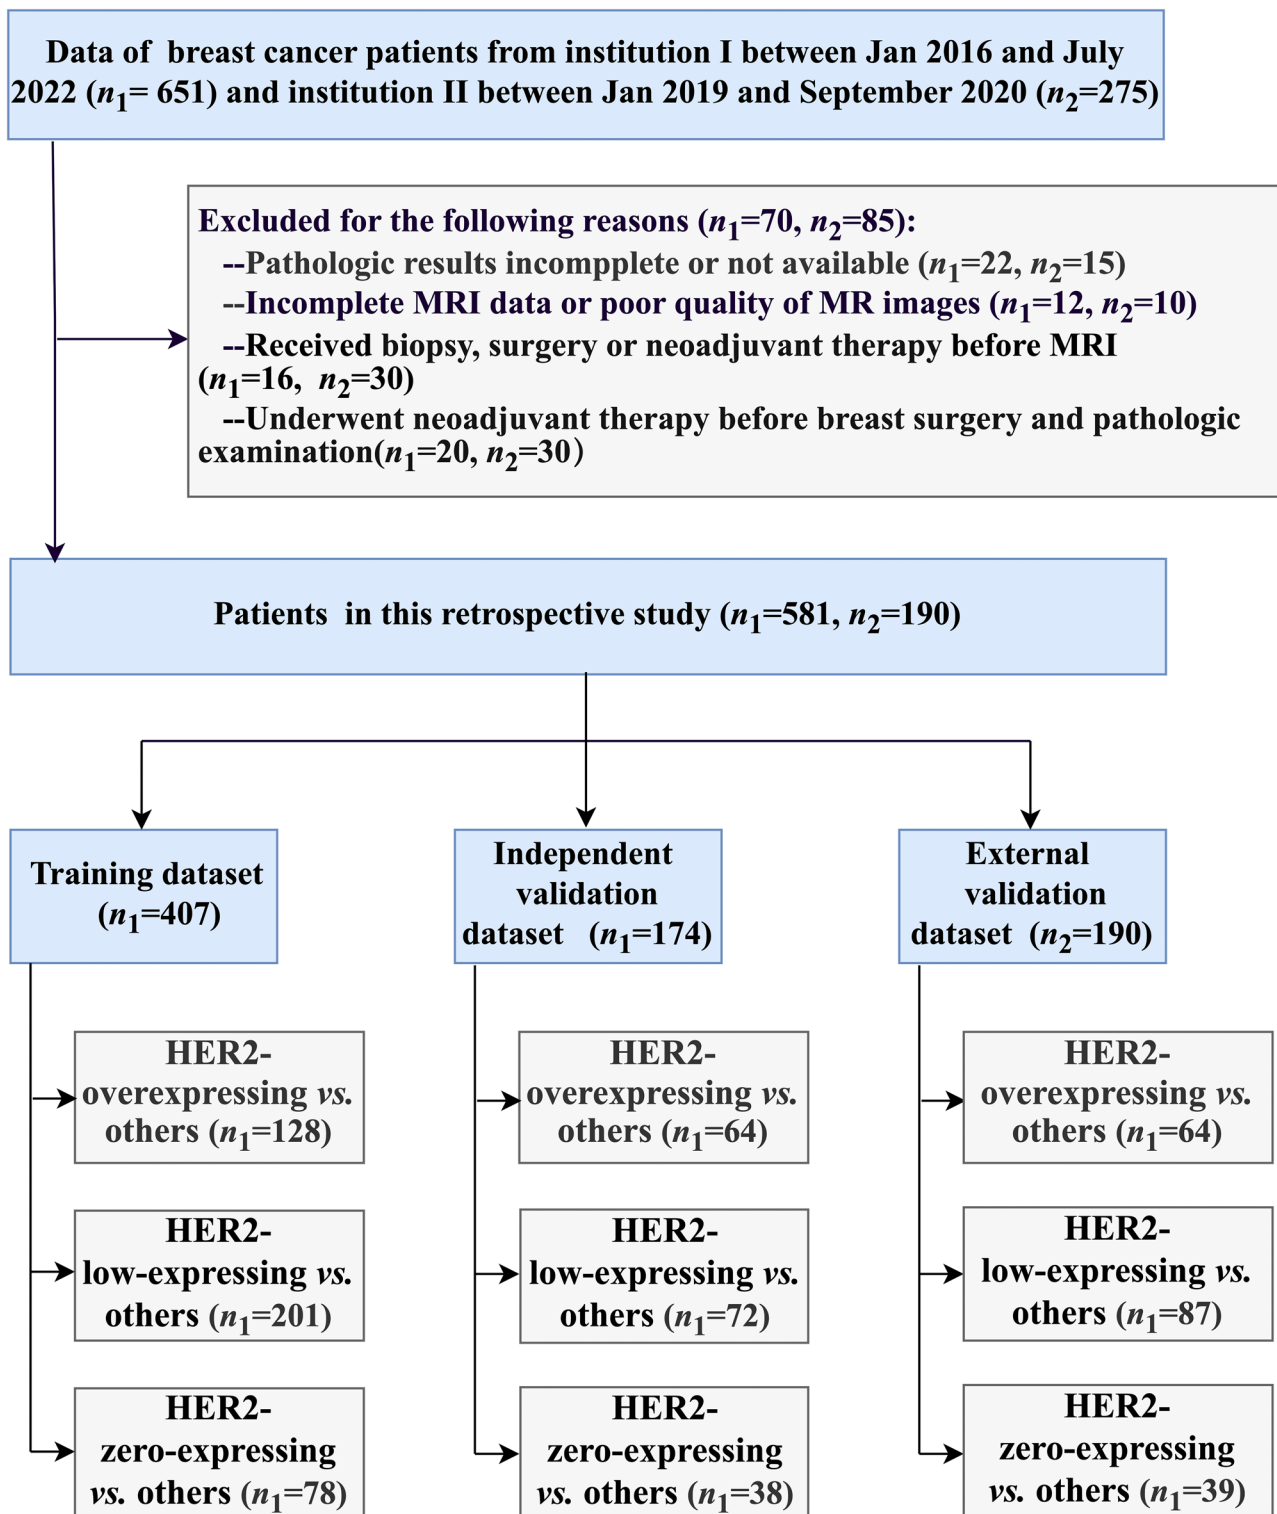 Data of breast cancer patients from institution I between Jan 2016 and July
2022 (n1= 651) and institution II between Jan 2019 and September 2020 (n2=275)
Excluded for the following reasons (n1=70, n2=85):
--Pathologic results incompplete or not available (n1=22, n2=15)
--Incomplete MRI data or poor quality of MR images (n1=12, n2=10)
--Received biopsy, surgery or neoadjuvant therapy before MRI
(n1=16, n2=30)
--Underwent neoadjuvant therapy before breast surgery and pathologic
examination(n1=20, n2=30)
Patients in this retrospective study (n1=581, n2=190)
Training dataset
(n1=407)
Independent
validation
dataset (n1=174)
External
validation
dataset (n2=190)
HER2-
overexpressing vs.
others (n1=128)
HER2-
overexpressing vs.
others (n1=64)
HER2-
overexpressing vs.
others (n1=64)
HER2-
low-expressing vs.
others (n1=201)
HER2-
low-expressing vs.
others (n1=72)
HER2-
low-expressing vs.
others (n1=87)
HER2-
zero-expressing
vs. others (n1=78)
HER2-
zero-expressing
vs. others (n1=38)
HER2-
zero-expressing
vs. others (n1=39)